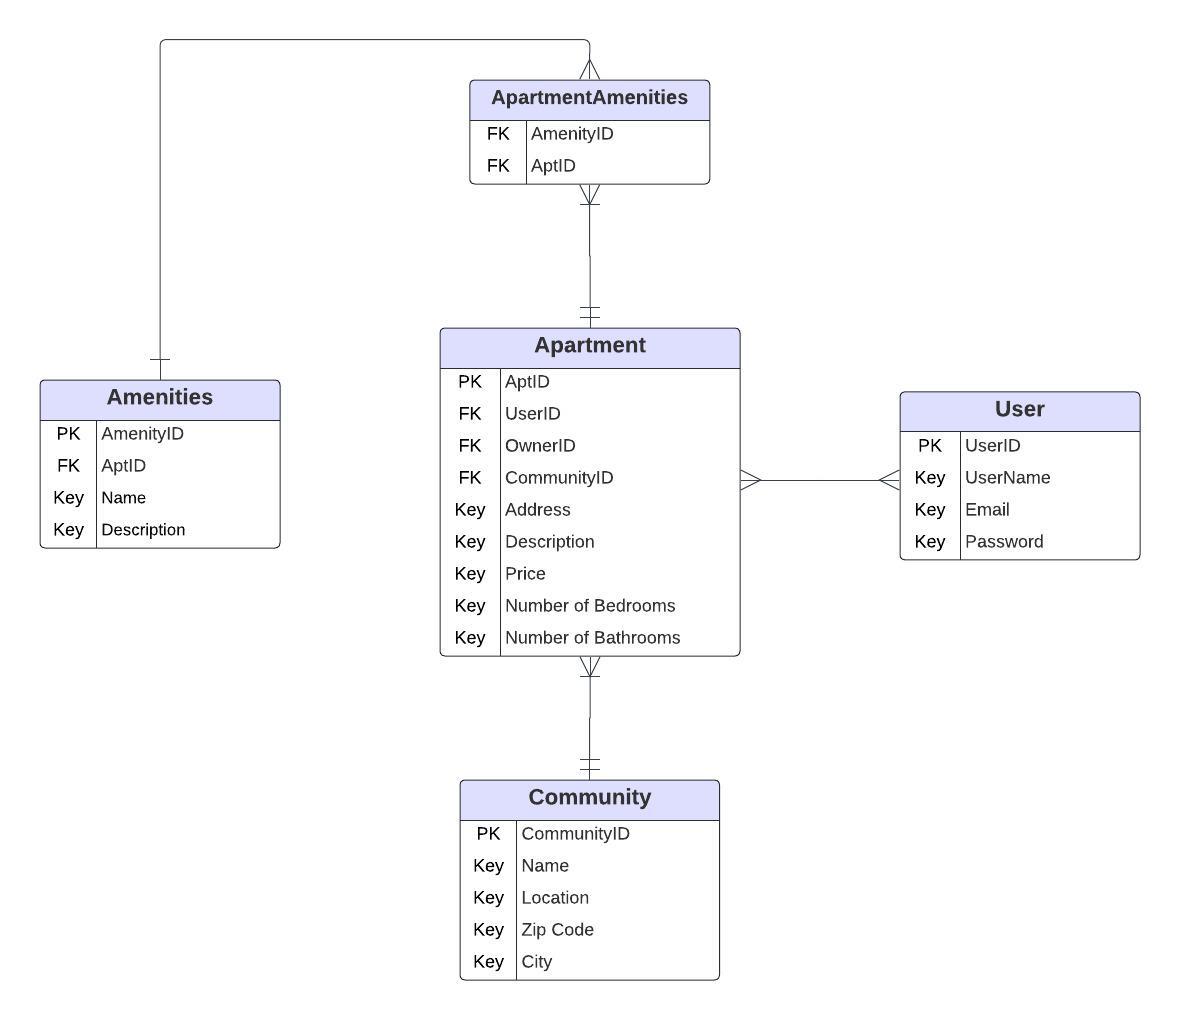 ApartmentAmenities
FK AmenityID
FK AptID
Amenities
PK AmenityID
FK AptID
Key Name
Key Description
Apartment
PK AptID
FK UserID
FK OwnerID
FK CommunityID
Key Address
Key Description
Key Price
Key Number of Bedrooms
Key Number of Bathrooms
User
PK UserID
Key UserName
Key Email
Key Password
Community
PK CommunityID
Key Name
Key Location
Key Zip Code
Key City